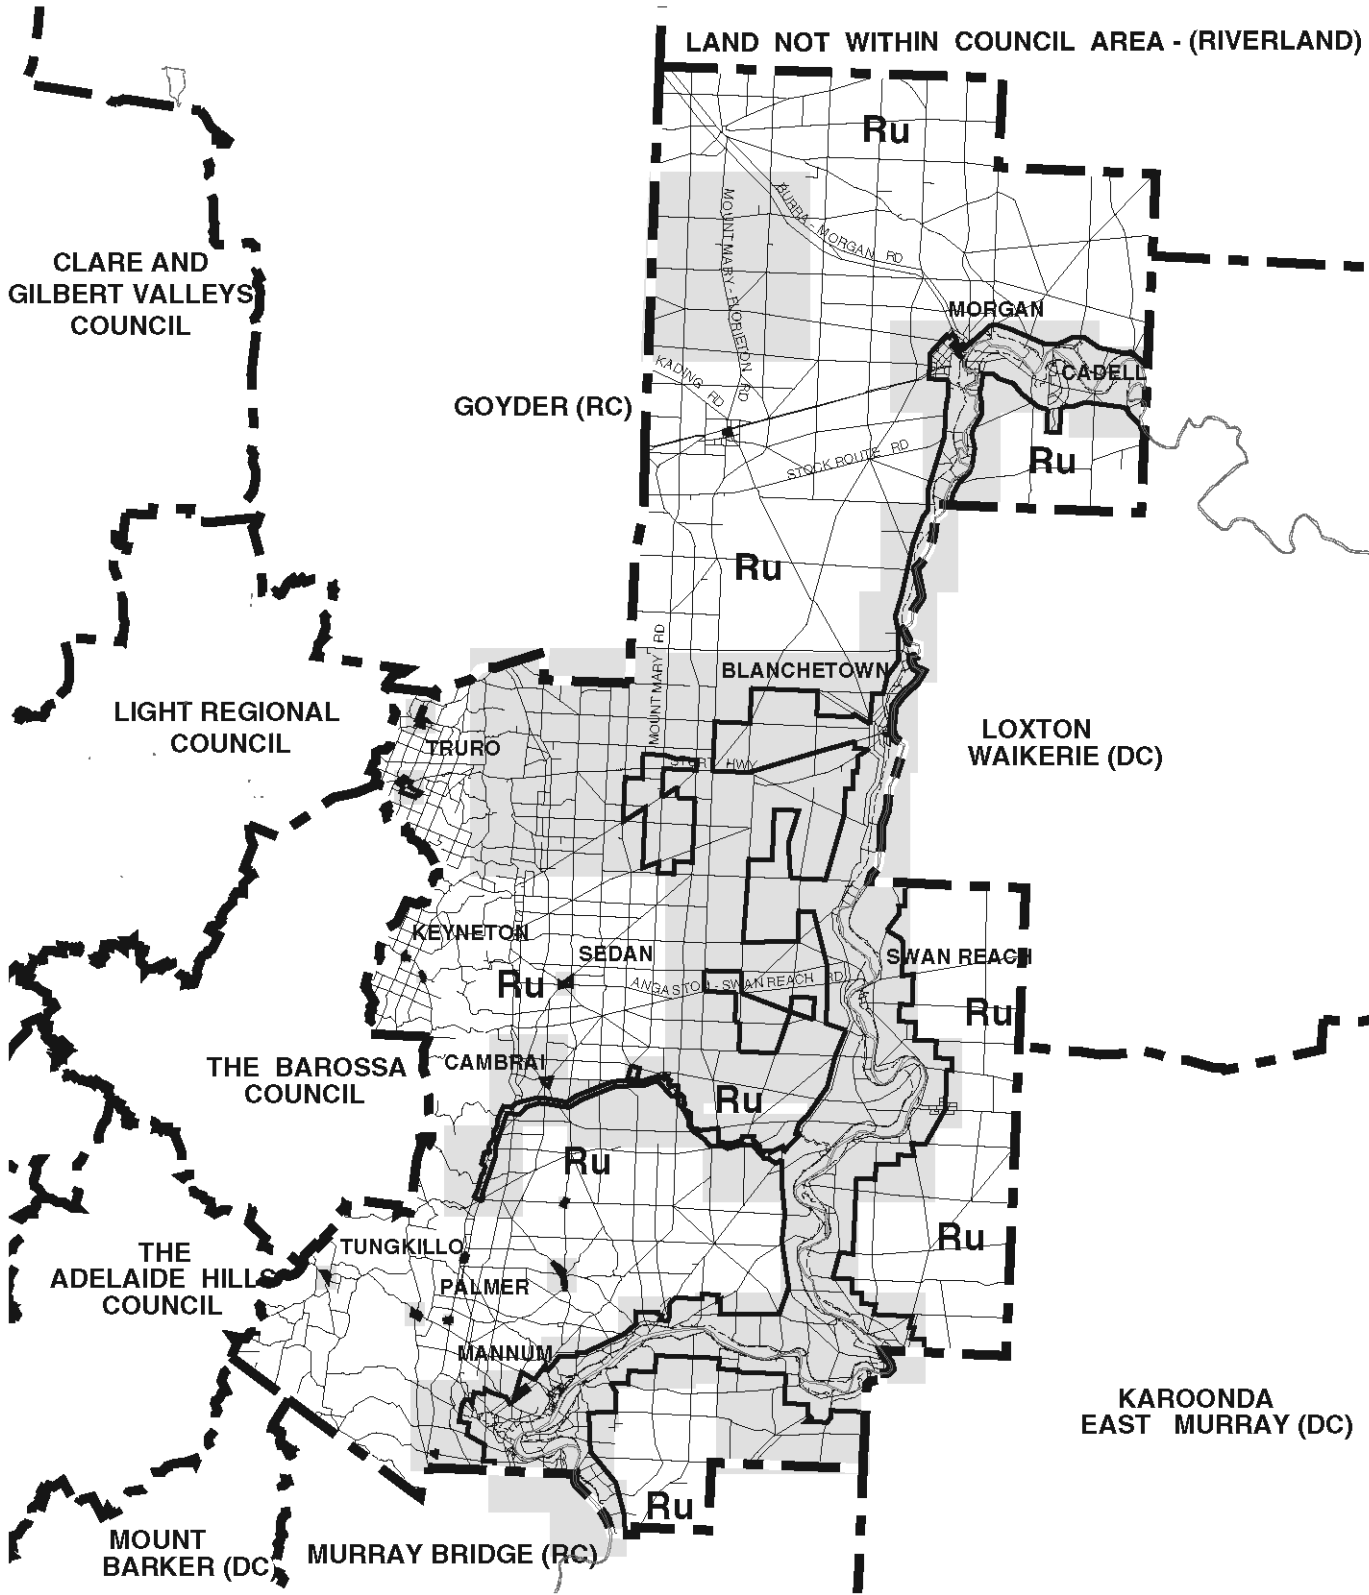 LAND NOT WITHIN COUNCIL AREA - (RIVERLAND)
Ru
MOUNT MARY - FLORIETON RD
BURRA - MORGAN RD
CLARE AND
GILBERT VALLEYS
COUNCIL
MORGAN
KADING RD
CADELL
GOYDER (RC)
STOCK ROUTE RD
Ru
Ru
MOUNT MARY RD
BLANCHETOWN
LIGHT REGIONAL
COUNCIL
TRURO
STURT HWY
LOXTON
WAIKERIE (DC)
KEYNETON
SEDAN
SWAN REACH
Ru
ANGASTON - SWAN REACH RD
Ru
THE BAROSSA
COUNCIL
CAMBRAI
Ru
Ru
THE
ADELAIDE HILLS
COUNCIL
TUNGKILLO
Ru
PALMER
MANNUM
KAROONDA
EAST MURRAY (DC)
Ru
MOUNT
BARKER (DC)
MURRAY BRIDGE (RC)